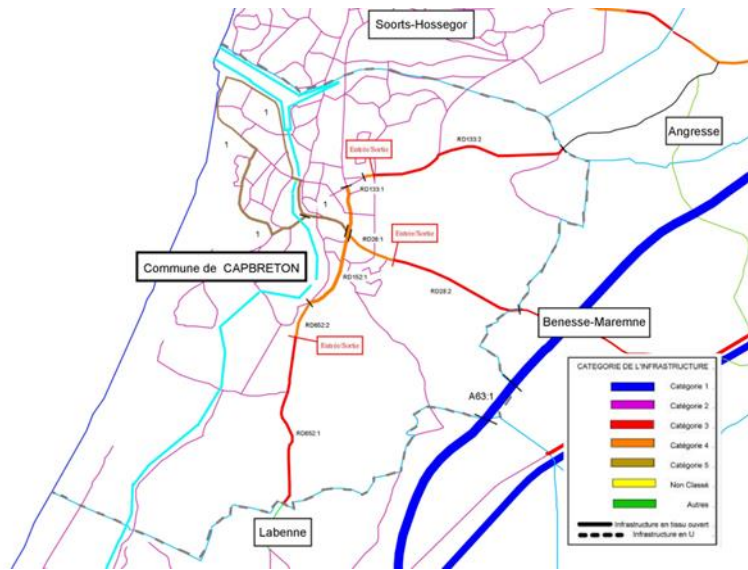 Soorts-Hossegor
Angresse
1
RD133:2
Entrée/Sortie
1
RD133:1
1
Entrée/Sortie
RD28:1
Commune de CAPBRETON
RD152:1
RD28:2
Benesse-Maremne
RD652:2
Entrée/Sortie
A63:1
RD652:1
Labenne
CATEGORIE DE L'INFRASTRUCTURE
Catégorie 1
Catégorie 2
Catégorie 3
Catégorie 4
Catégorie 5
Non Classé
Autres
Infrastructure en tissu ouvert
Infrastructure en U